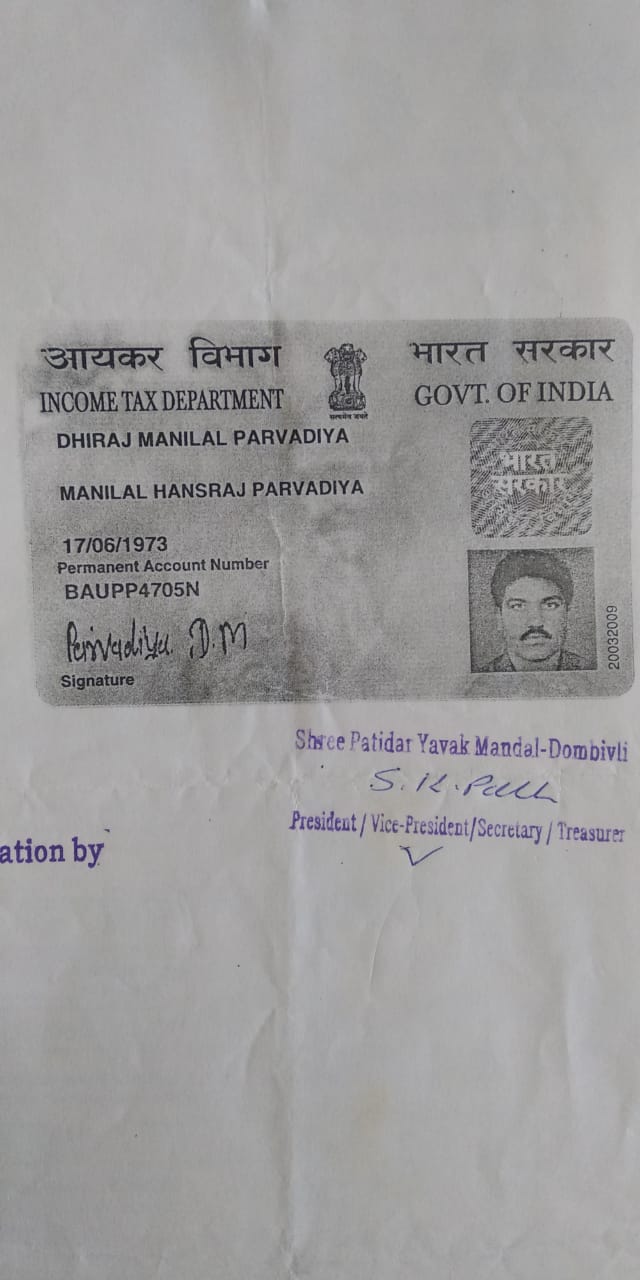 आयकर विभाग
भारत सरकार
INCOME TAX DEPARTMENT
GOVT. OF INDIA
सत्यमेव जयते
DHIRAJ MANILAL PARVADIYA
MANILAL HANSRAJ PARVADIYA
भारत
सरकार
17/06/1973
Permanent Account Number
BAUPP4705N
D.M
Signature
20032009
Shree Patidar Yavak Mandal-Dombivli
S. K.
President / Vice-President/Secretary / Treasurer
ation by